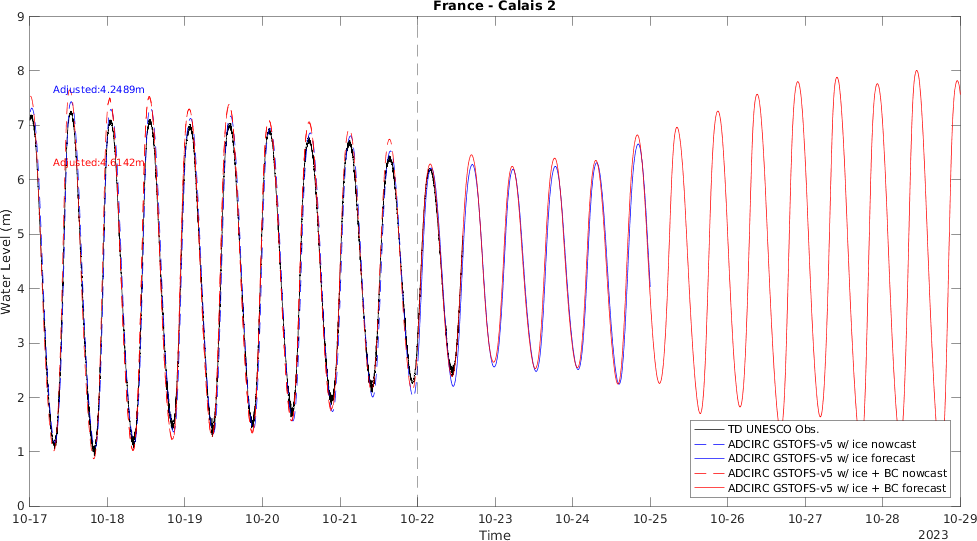 France - Calais 2
9
8
7
6
5
4
3
2
1
0
Water Level (m)
Adjusted:4.2489m
Adjusted:4.6142m
TD UNESCO Obs.
ADCIRC GSTOFS-v5 w/ ice nowcast
ADCIRC GSTOFS-v5 w/ ice forecast
ADCIRC GSTOFS-v5 w/ ice + BC nowcast
ADCIRC GSTOFS-v5 w/ ice + BC forecast
10-17 10-18 10-19 10-20 10-21 10-22 10-23 10-24 10-25 10-26 10-27 10-28 10-29
Time
2023